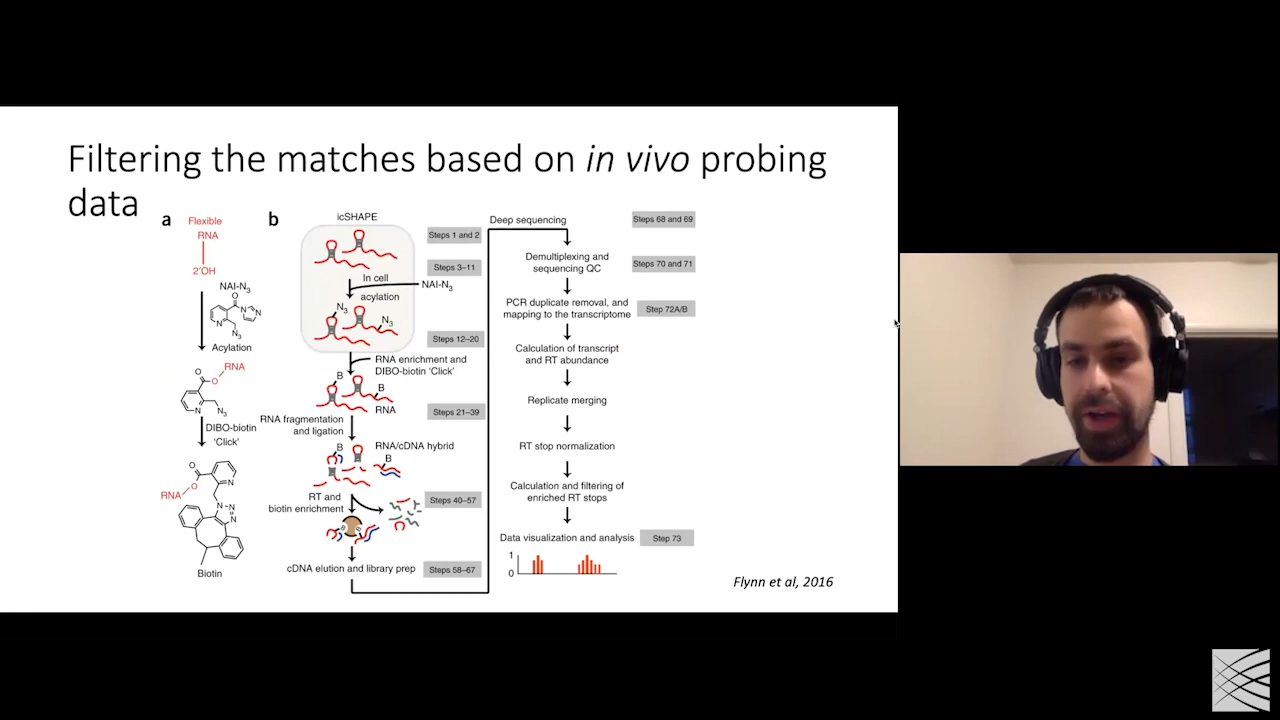 Filtering the matches based on in vivo probing
data
a
Flexible
RNA
2'OH
NAI-N₃
O
N
N
N
N₃
Acylation
RNA
O
O
N
N₃
DIBO-biotin
'Click'
O
N
RNA
O
N
N
N
Biotin
b
icSHAPE
Steps 1 and 2
Steps 3–11
In cell
acylation
NAI-N₃
N₃
N₃
Steps 12–20
RNA enrichment and
DIBO-biotin 'Click'
B
B
RNA
Steps 21–39
RNA fragmentation
and ligation
RNA/cDNA hybrid
B
B
RT and
biotin enrichment
Steps 40–57
cDNA elution and library prep
Steps 58–67
Deep sequencing
Steps 68 and 69
Demultiplexing and
sequencing QC
Steps 70 and 71
PCR duplicate removal, and
mapping to the transcriptome
Step 72A/B
Calculation of transcript
and RT abundance
Replicate merging
RT stop normalization
Calculation and filtering of
enriched RT stops
Data visualization and analysis
Step 73
1
0
Flynn et al, 2016